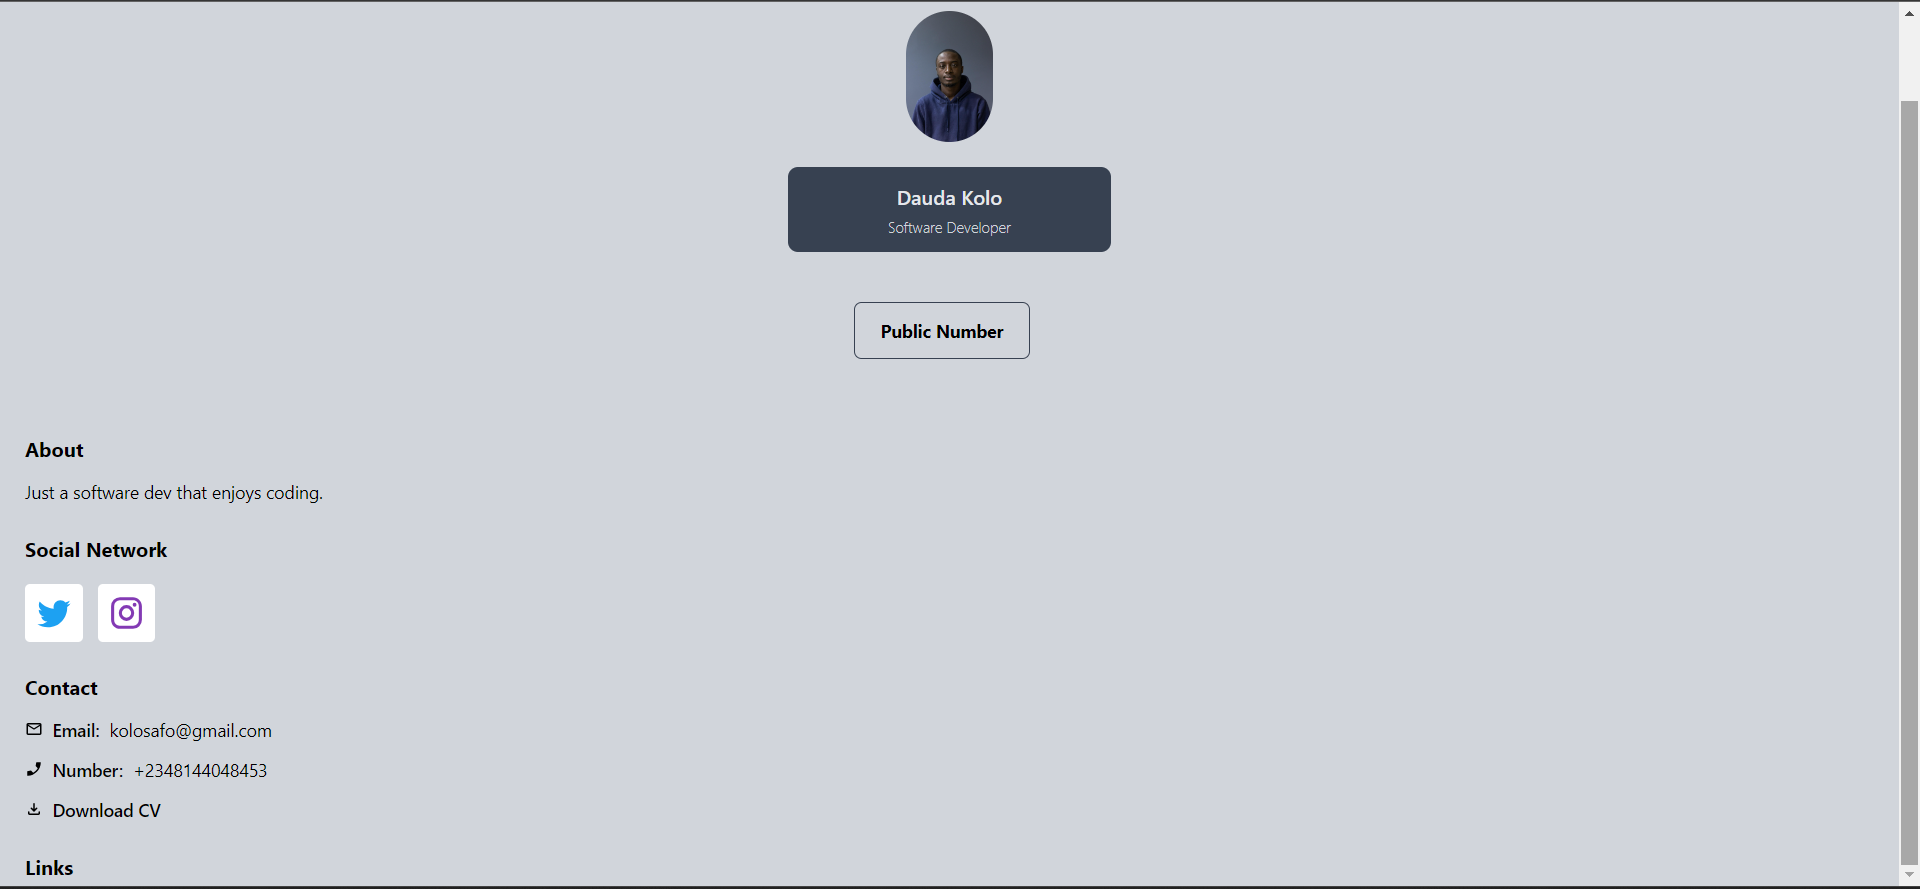 Dauda Kolo
Software Developer
Public Number
About
Just a software dev that enjoys coding.
Social Network
Contact
Email: kolosafo@gmail.com
Number: +2348144048453
Download CV
Links